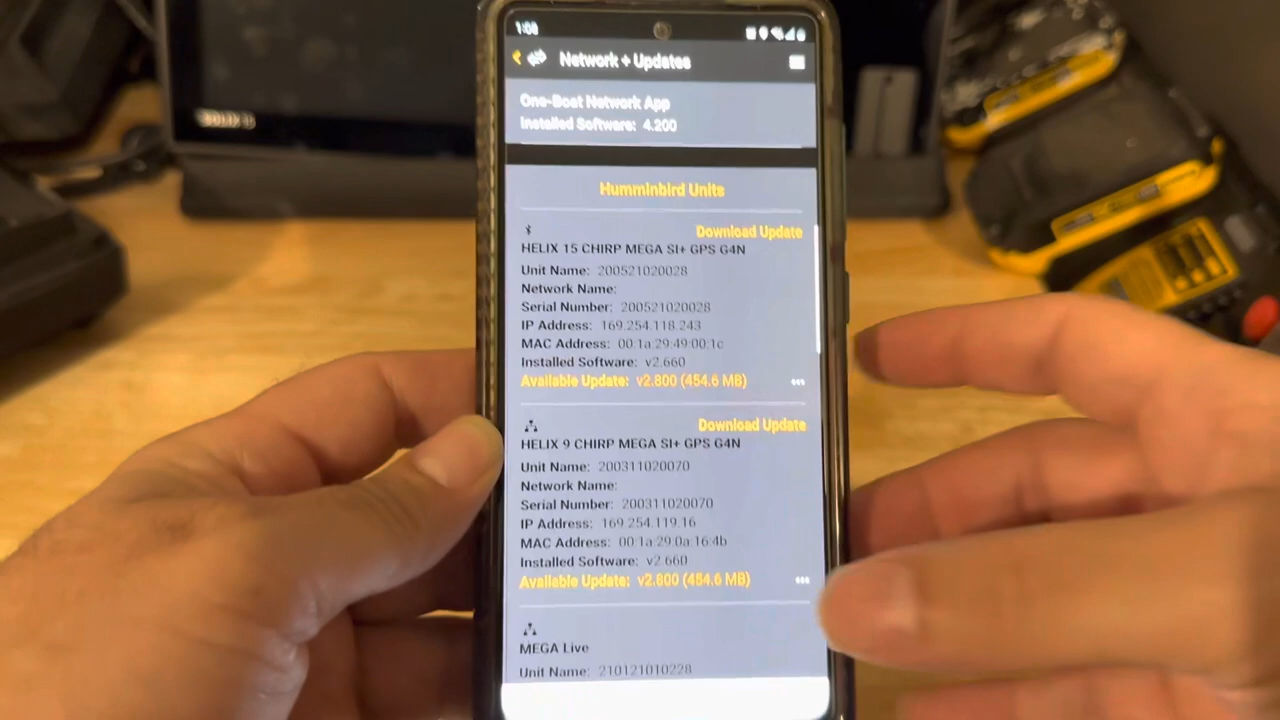 1:08
Network + Updates
One-Boat Network App
Installed Software: 4.200
Humminbird Units
Download Update
HELIX 15 CHIRP MEGA SI+ GPS G4N
Unit Name: 200521020028
Network Name:
Serial Number: 200521020028
IP Address: 169.254.118.243
MAC Address: 00:1a:29:49:00:1c
Installed Software: v2.660
Available Update: v2.800 (454.6 MB)
Download Update
HELIX 9 CHIRP MEGA SI+ GPS G4N
Unit Name: 200311020070
Network Name:
Serial Number: 200311020070
IP Address: 169.254.119.16
MAC Address: 00:1a:29:0a:16:4b
Installed Software: v2.660
Available Update: v2.800 (454.6 MB)
MEGA Live
Unit Name: 210121010228